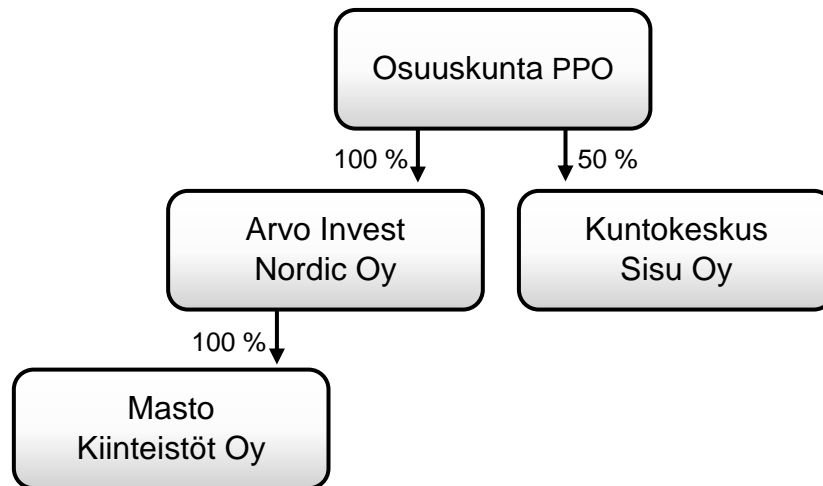 Osuuskunta PPO
100 %
50 %
Arvo Invest
Nordic Oy
Kuntokeskus
Sisu Oy
100 %
Masto
Kiinteistöt Oy